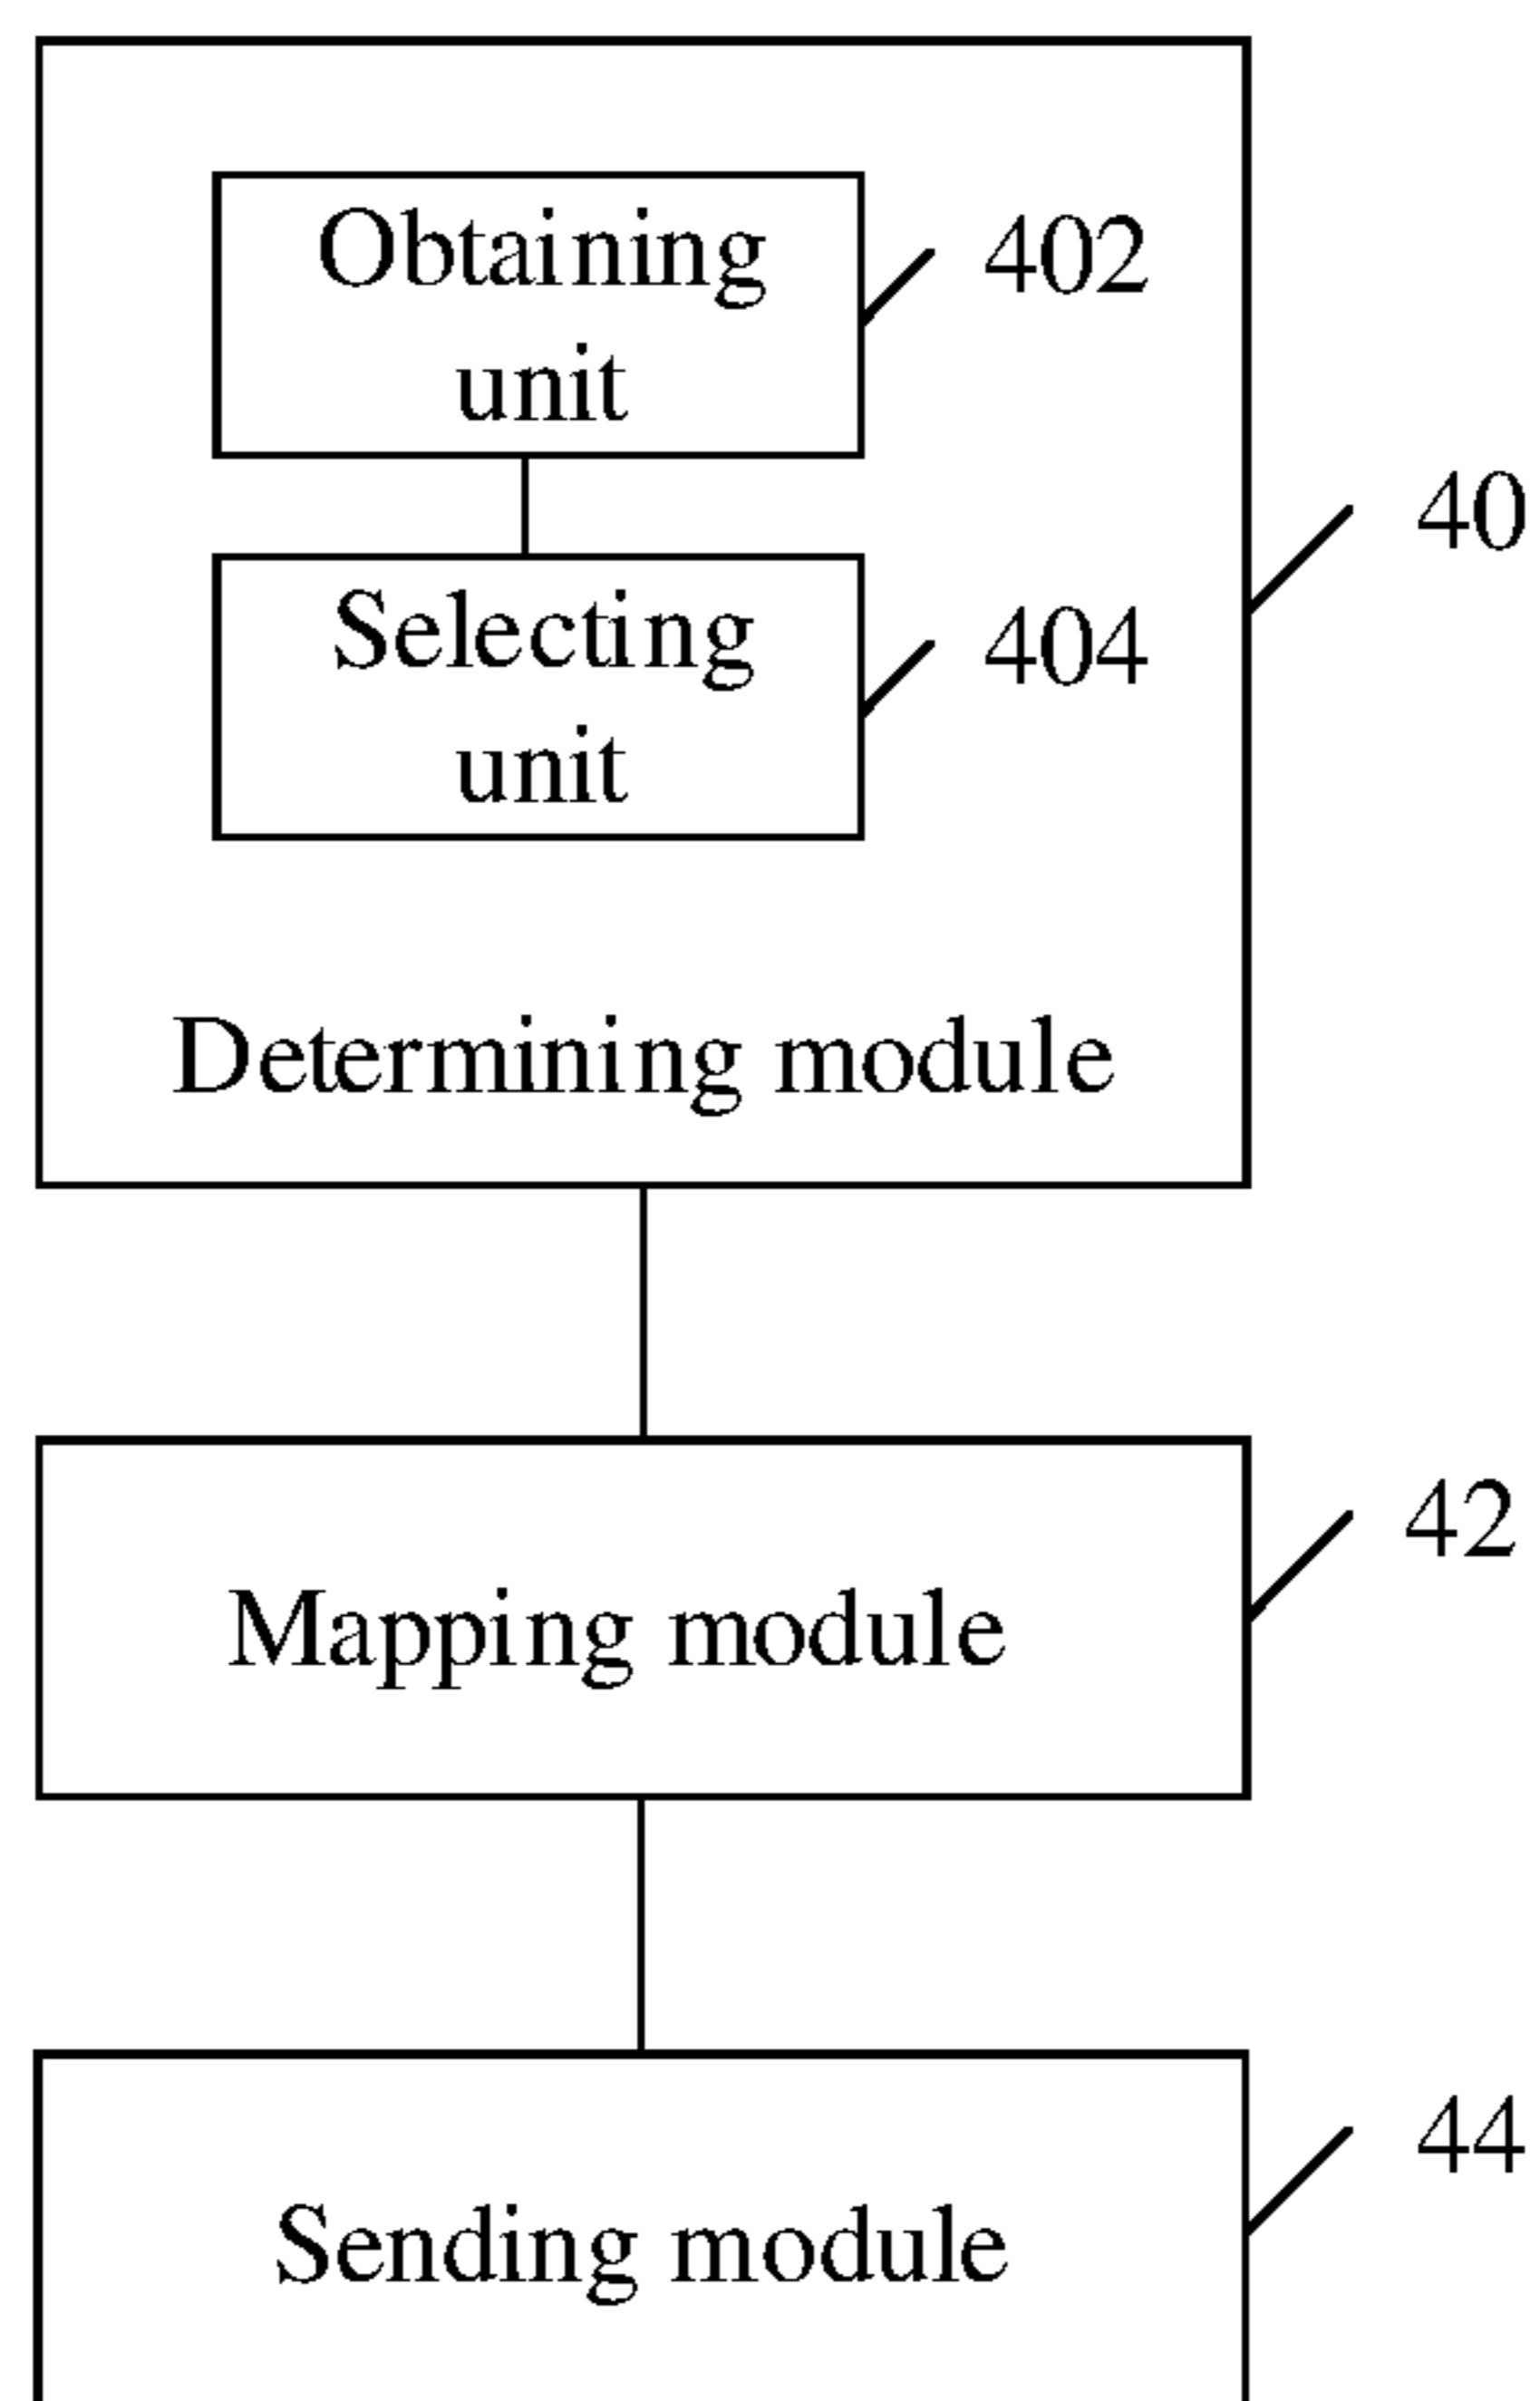 Obtaining
unit
402
40
Selecting
unit
404
Determining module
42
Mapping module
44
Sending module